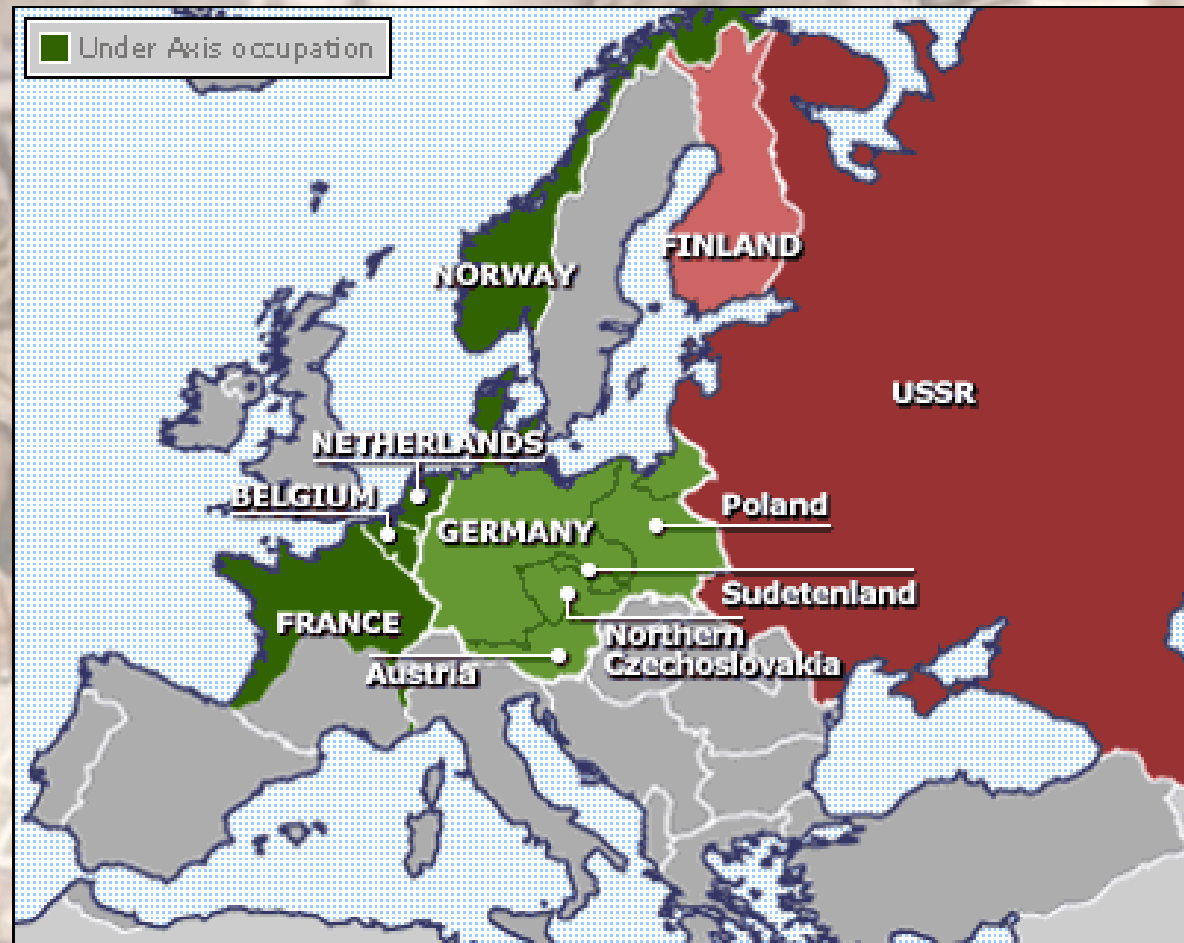 Under Axis occupation
FINLAND
NORWAY
USSR
NETHERLANDS
BELGIUM
Poland
GERMANY
Sudetenland
FRANCE
Northern
Czechoslovakia
Austria